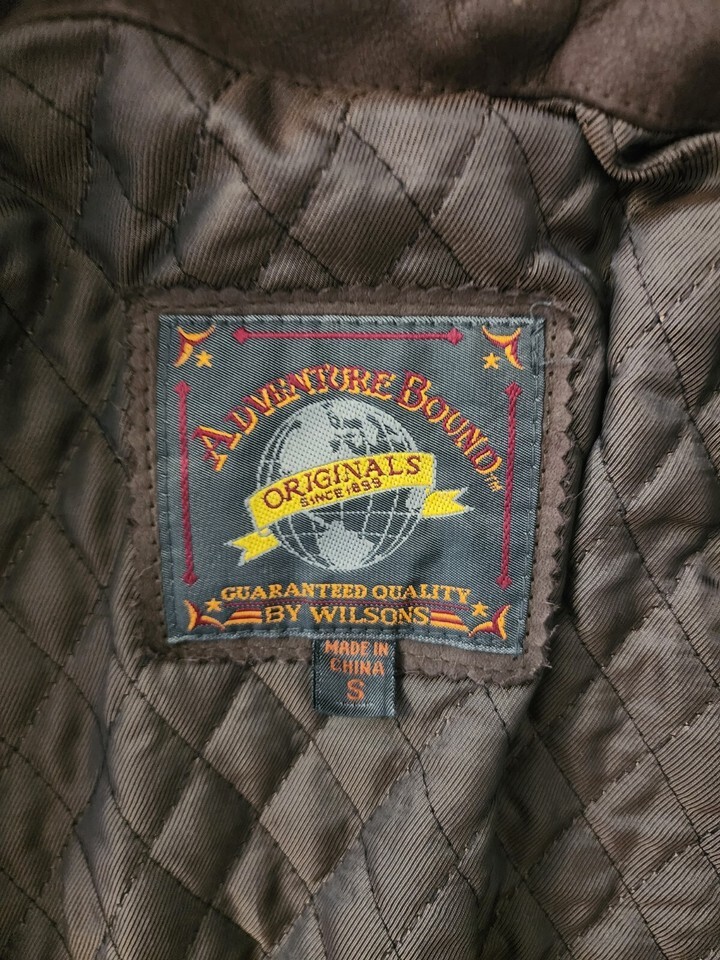 ADVENTURE BOUND™
ORIGINALS
SINCE 1899
GUARANTEED QUALITY
BY WILSONS
MADE IN
CHINA
S